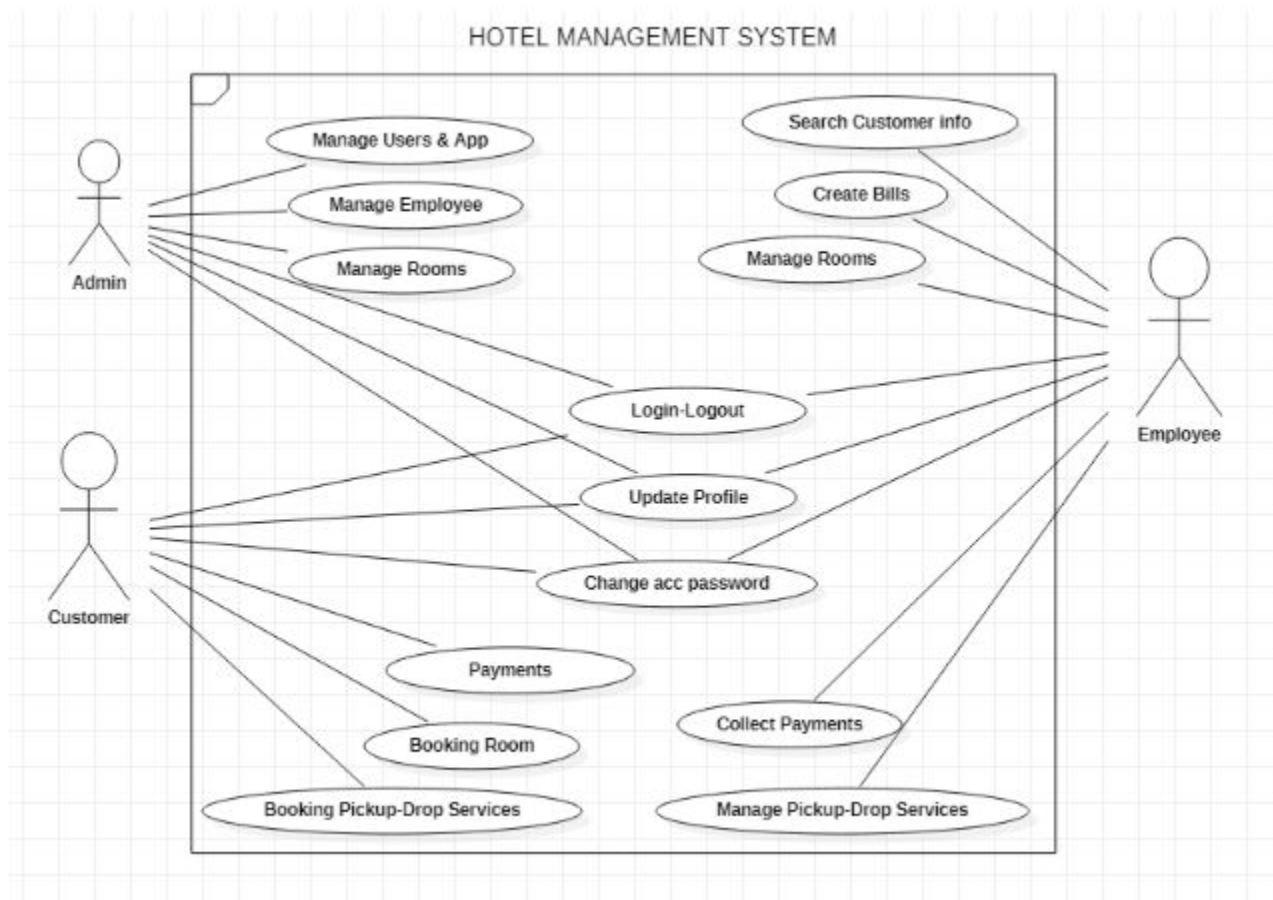 HOTEL MANAGEMENT SYSTEM
Search Customer info
Manage Users & App
Create Bills
Manage Employee
Manage Rooms
Manage Rooms
Admin
Login-Logout
Employee
Update Profile
Change acc password
Customer
Payments
Collect Payments
Booking Room
Booking Pickup-Drop Services
Manage Pickup-Drop Services